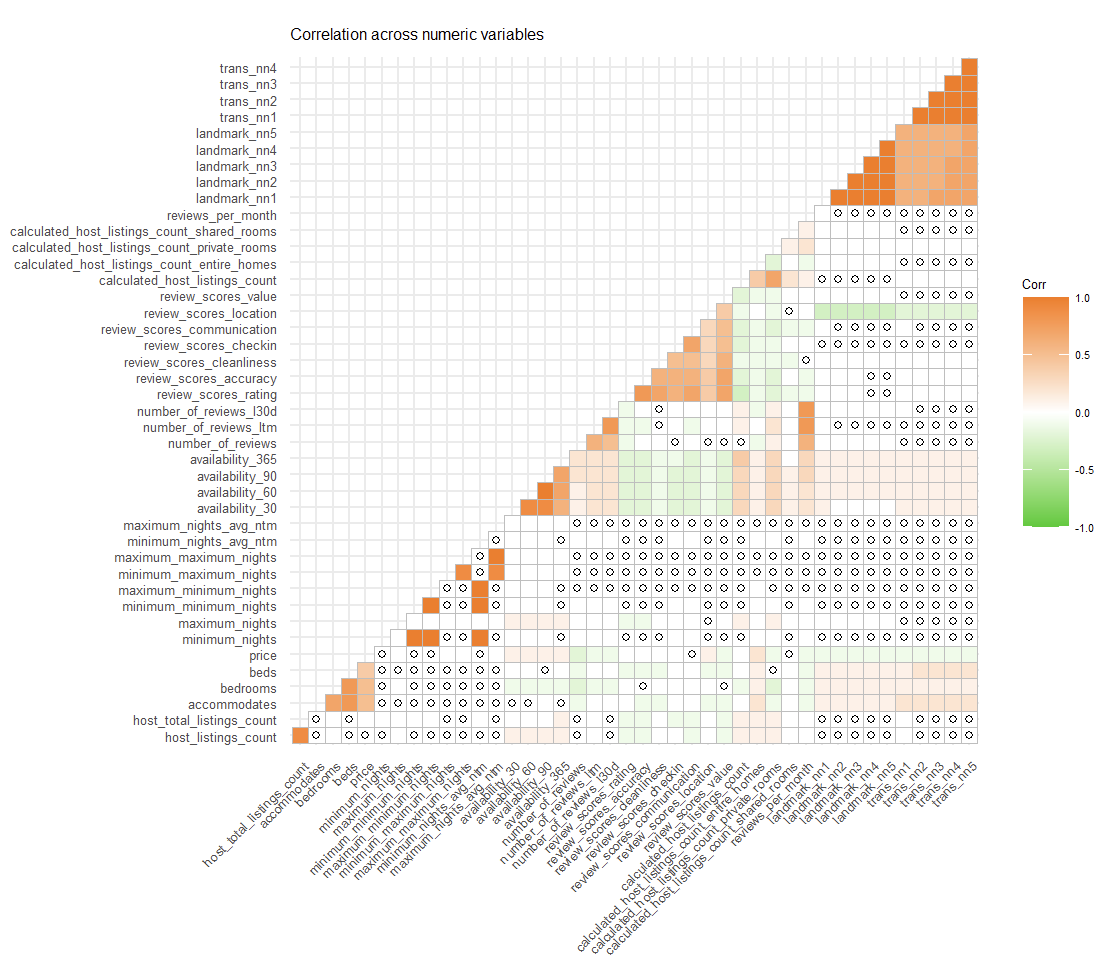 Correlation across numeric variables
trans_nn4
trans_nn3
trans_nn2
trans_nn1
landmark_nn5
landmark_nn4
landmark_nn3
landmark_nn2
landmark_nn1
reviews_per_month
calculated_host_listings_count_shared_rooms
calculated_host_listings_count_private_rooms
calculated_host_listings_count_entire_homes
calculated_host_listings_count
review_scores_value
review_scores_location
review_scores_communication
review_scores_checkin
review_scores_cleanliness
review_scores_accuracy
review_scores_rating
number_of_reviews_l30d
number_of_reviews_ltm
number_of_reviews
availability_365
availability_90
availability_60
availability_30
maximum_nights_avg_ntm
minimum_nights_avg_ntm
maximum_maximum_nights
minimum_maximum_nights
maximum_minimum_nights
minimum_minimum_nights
maximum_nights
minimum_nights
price
beds
bedrooms
accommodates
host_total_listings_count
host_listings_count
host_total_listings_count
accommodates
bedrooms
beds
price
minimum_nights
maximum_nights
minimum_minimum_nights
maximum_minimum_nights
minimum_maximum_nights
maximum_maximum_nights
minimum_nights_avg_ntm
maximum_nights_avg_ntm
availability_30
availability_60
availability_90
availability_365
number_of_reviews
number_of_reviews_ltm
number_of_reviews_l30d
review_scores_rating
review_scores_accuracy
review_scores_cleanliness
review_scores_checkin
review_scores_communication
review_scores_location
review_scores_value
calculated_host_listings_count
calculated_host_listings_count_entire_homes
calculated_host_listings_count_private_rooms
calculated_host_listings_count_shared_rooms
reviews_per_month
landmark_nn1
landmark_nn2
landmark_nn3
landmark_nn4
landmark_nn5
trans_nn1
trans_nn2
trans_nn3
trans_nn4
trans_nn5
Corr
1.0
0.5
0.0
-0.5
-1.0